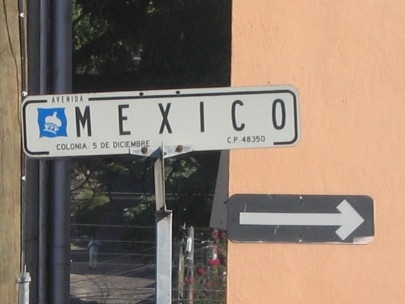 AVENIDA
MEXICO
COLONIA: 5 DE DICIEMBRE C.P. 48350